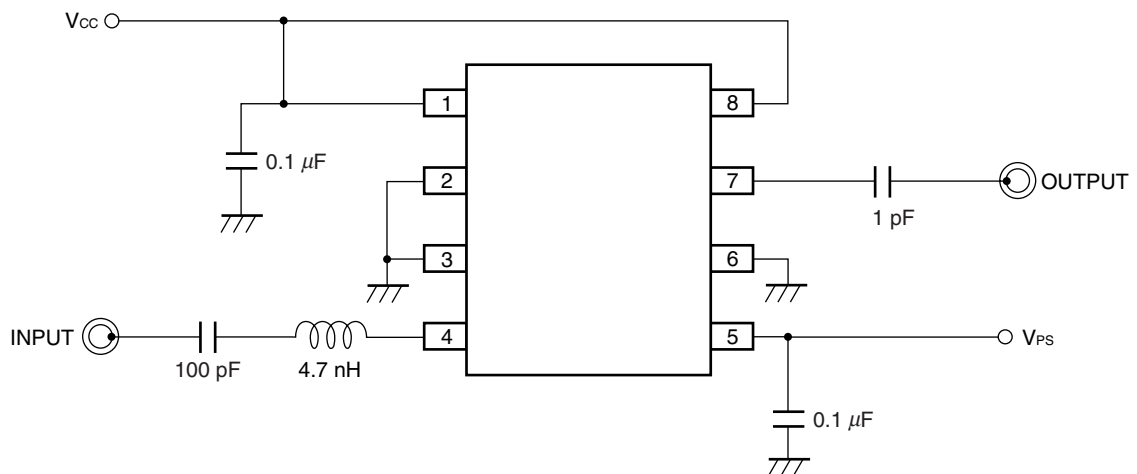 VCC
1
8
0.1 μF
2
7
OUTPUT
1 pF
3
6
INPUT
4
5
VPS
100 pF
4.7 nH
0.1 μF